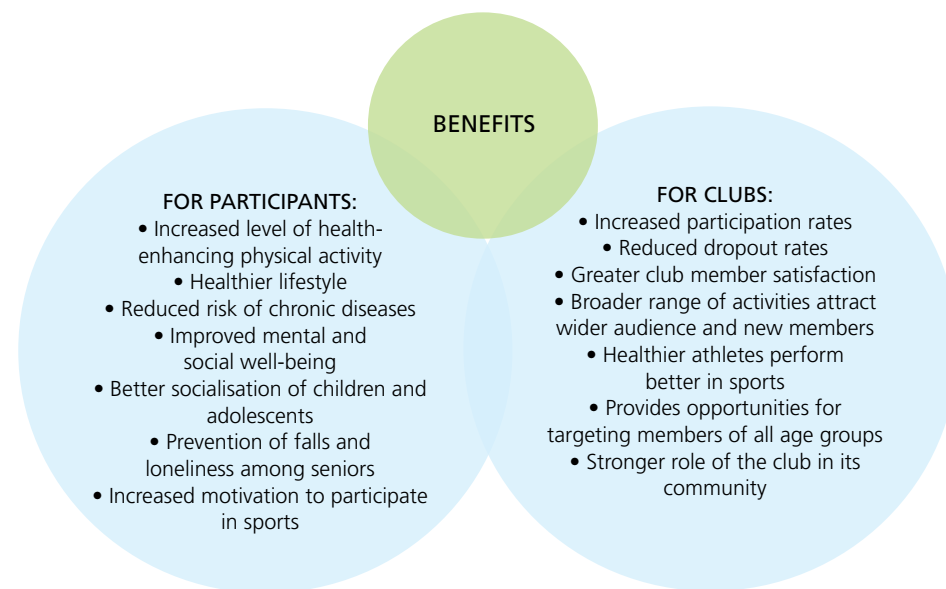 BENEFITS
FOR PARTICIPANTS:
• Increased level of health-
enhancing physical activity
• Healthier lifestyle
• Reduced risk of chronic diseases
• Improved mental and
social well-being
• Better socialisation of children and
adolescents
• Prevention of falls and
loneliness among seniors
• Increased motivation to participate
in sports
FOR CLUBS:
• Increased participation rates
• Reduced dropout rates
• Greater club member satisfaction
• Broader range of activities attract
wider audience and new members
• Healthier athletes perform
better in sports
• Provides opportunities for
targeting members of all age groups
• Stronger role of the club in its
community